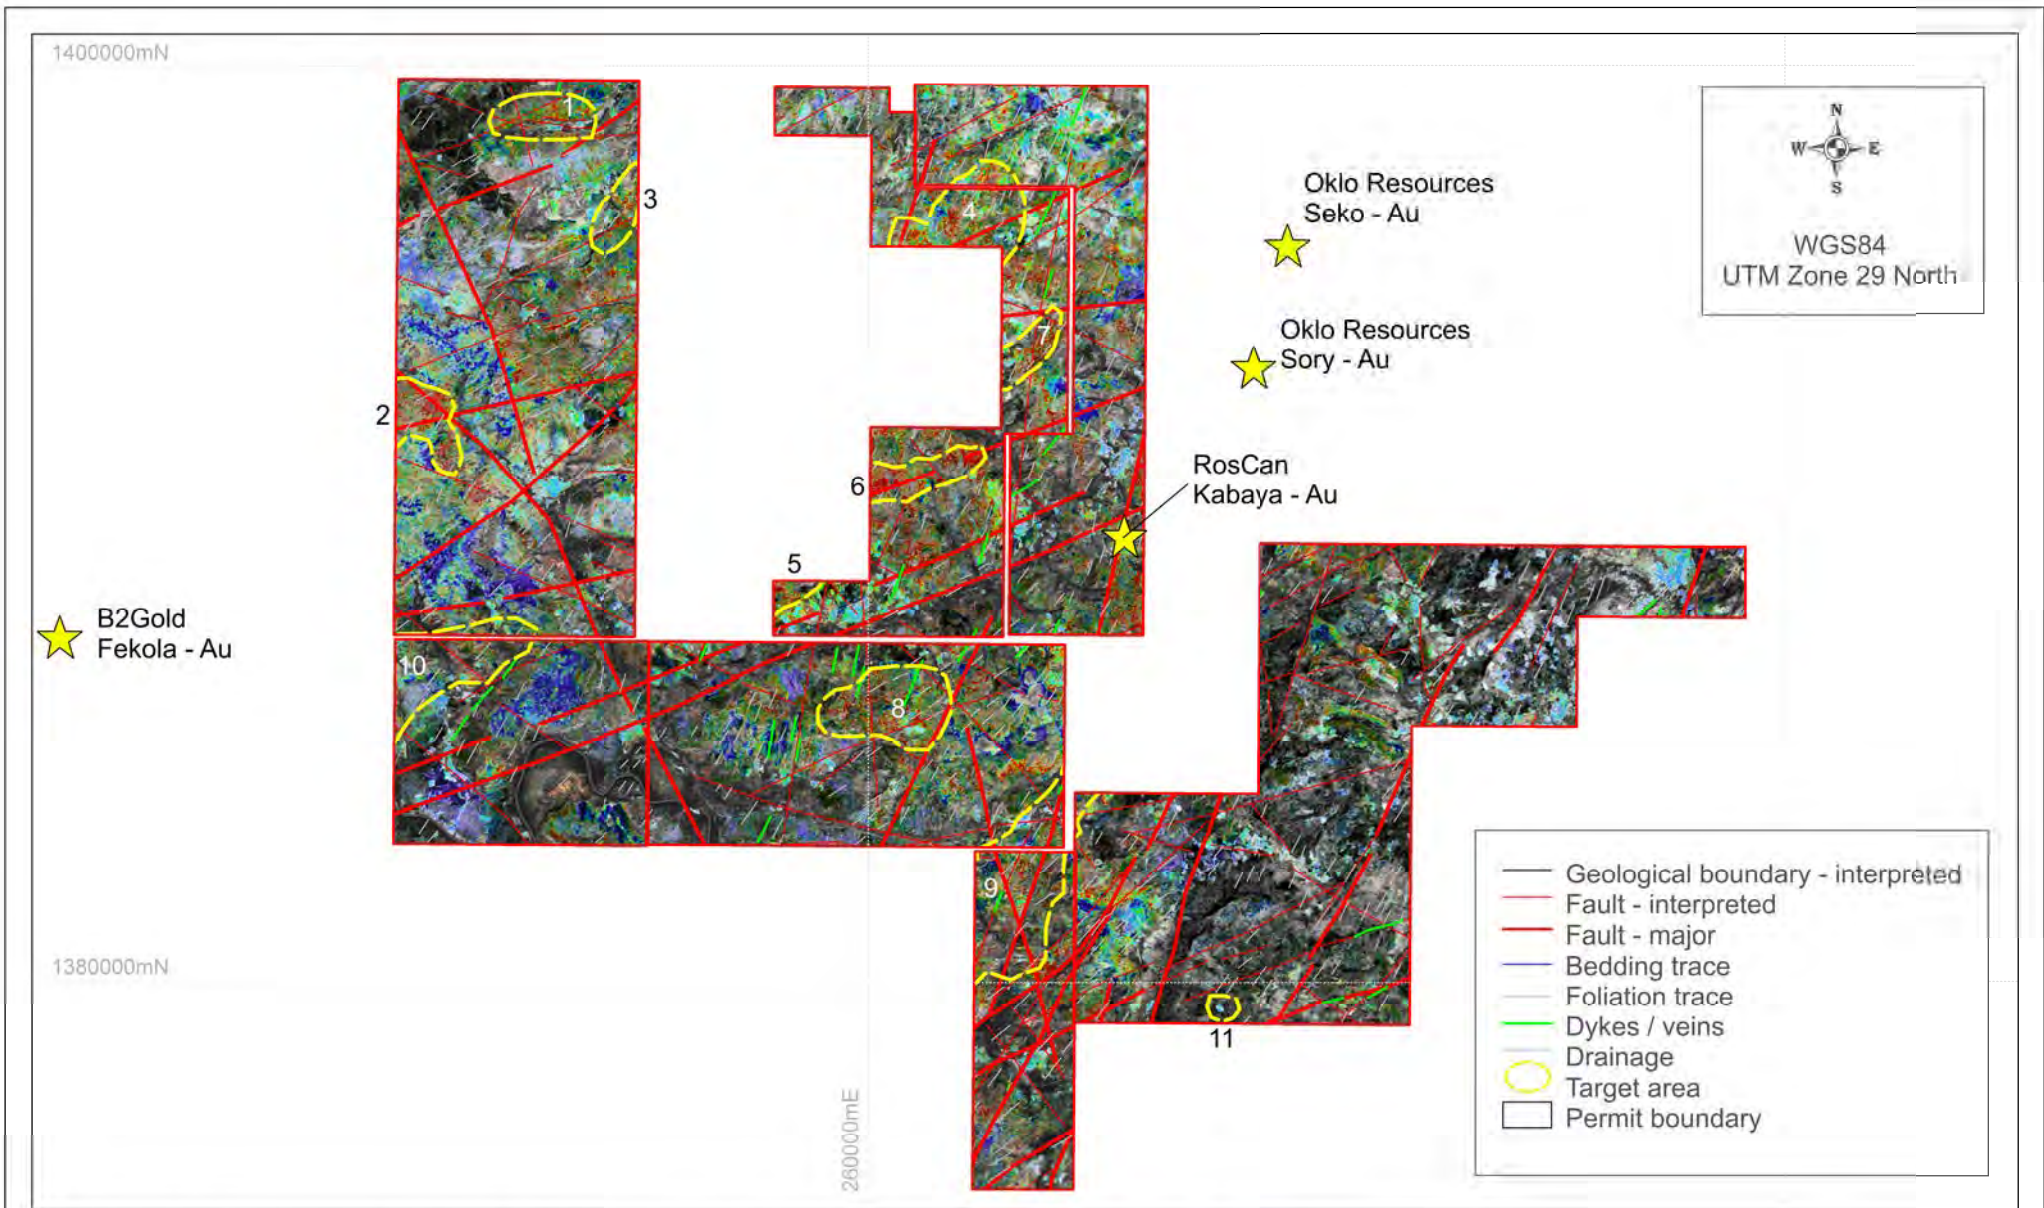 1400000mN
1
3
4
2
7
6
5
10
8
9
11
Oklo Resources
Seko - Au
Oklo Resources
Sory - Au
RosCan
Kabaya - Au
B2Gold
Fekola - Au
1380000mN
260000mE
N
W E
S
WGS84
UTM Zone 29 North
Geological boundary - interpreted
Fault - interpreted
Fault - major
Bedding trace
Foliation trace
Dykes / veins
Drainage
Target area
Permit boundary